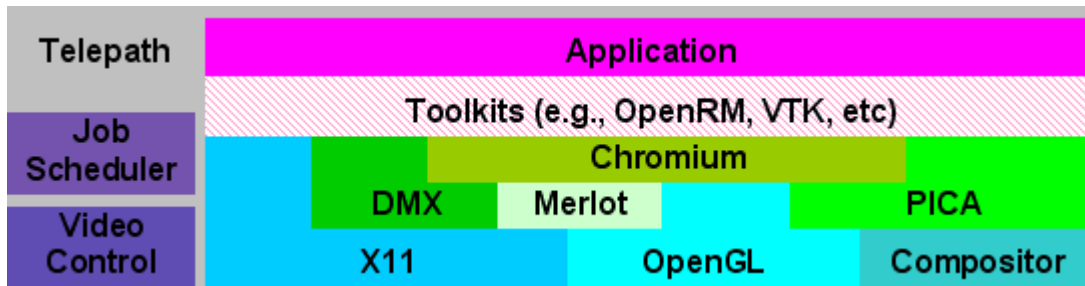 Telepath
Application
Toolkits (e.g., OpenRM, VTK, etc)
Job
Scheduler
Chromium
DMX
Merlot
PICA
Video
Control
X11
OpenGL
Compositor